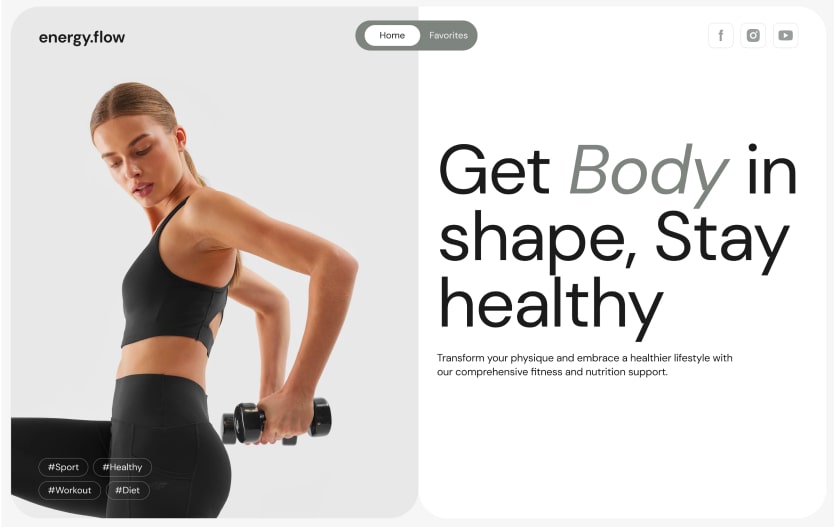 energy.flow
Home
Favorites
Get Body in
shape, Stay
healthy
Transform your physique and embrace a healthier lifestyle with
our comprehensive fitness and nutrition support.
#Sport
#Healthy
#Workout
#Diet